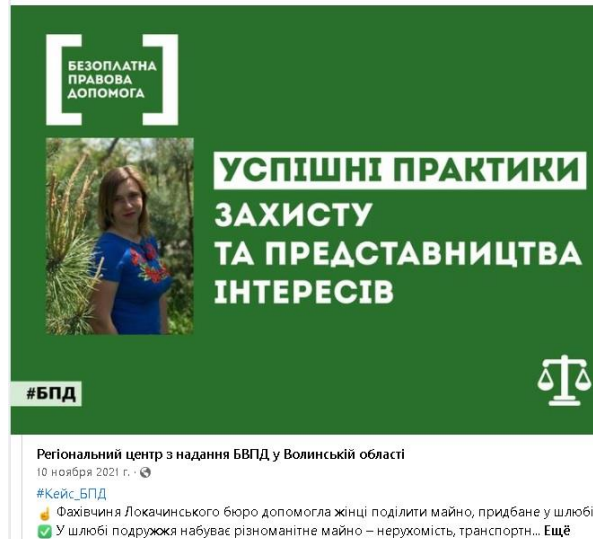 БЕЗОПЛАТНА
ПРАВОВА
ДОПОМОГА
УСПІШНІ ПРАКТИКИ
ЗАХИСТУ
ТА ПРЕДСТАВНИЦТВА
ІНТЕРЕСІВ
#БПД
Регіональний центр з надання БВПД у Волинській області
10 ноября 2021 г. ·
#Кейс_БПД
☝ Фахівчиня Локачинського бюро допомогла жінці поділити майно, придбане у шлюбі
✅ У шлюбі подружжя набуває різноманітне майно – нерухомість, транспортн... Ещё